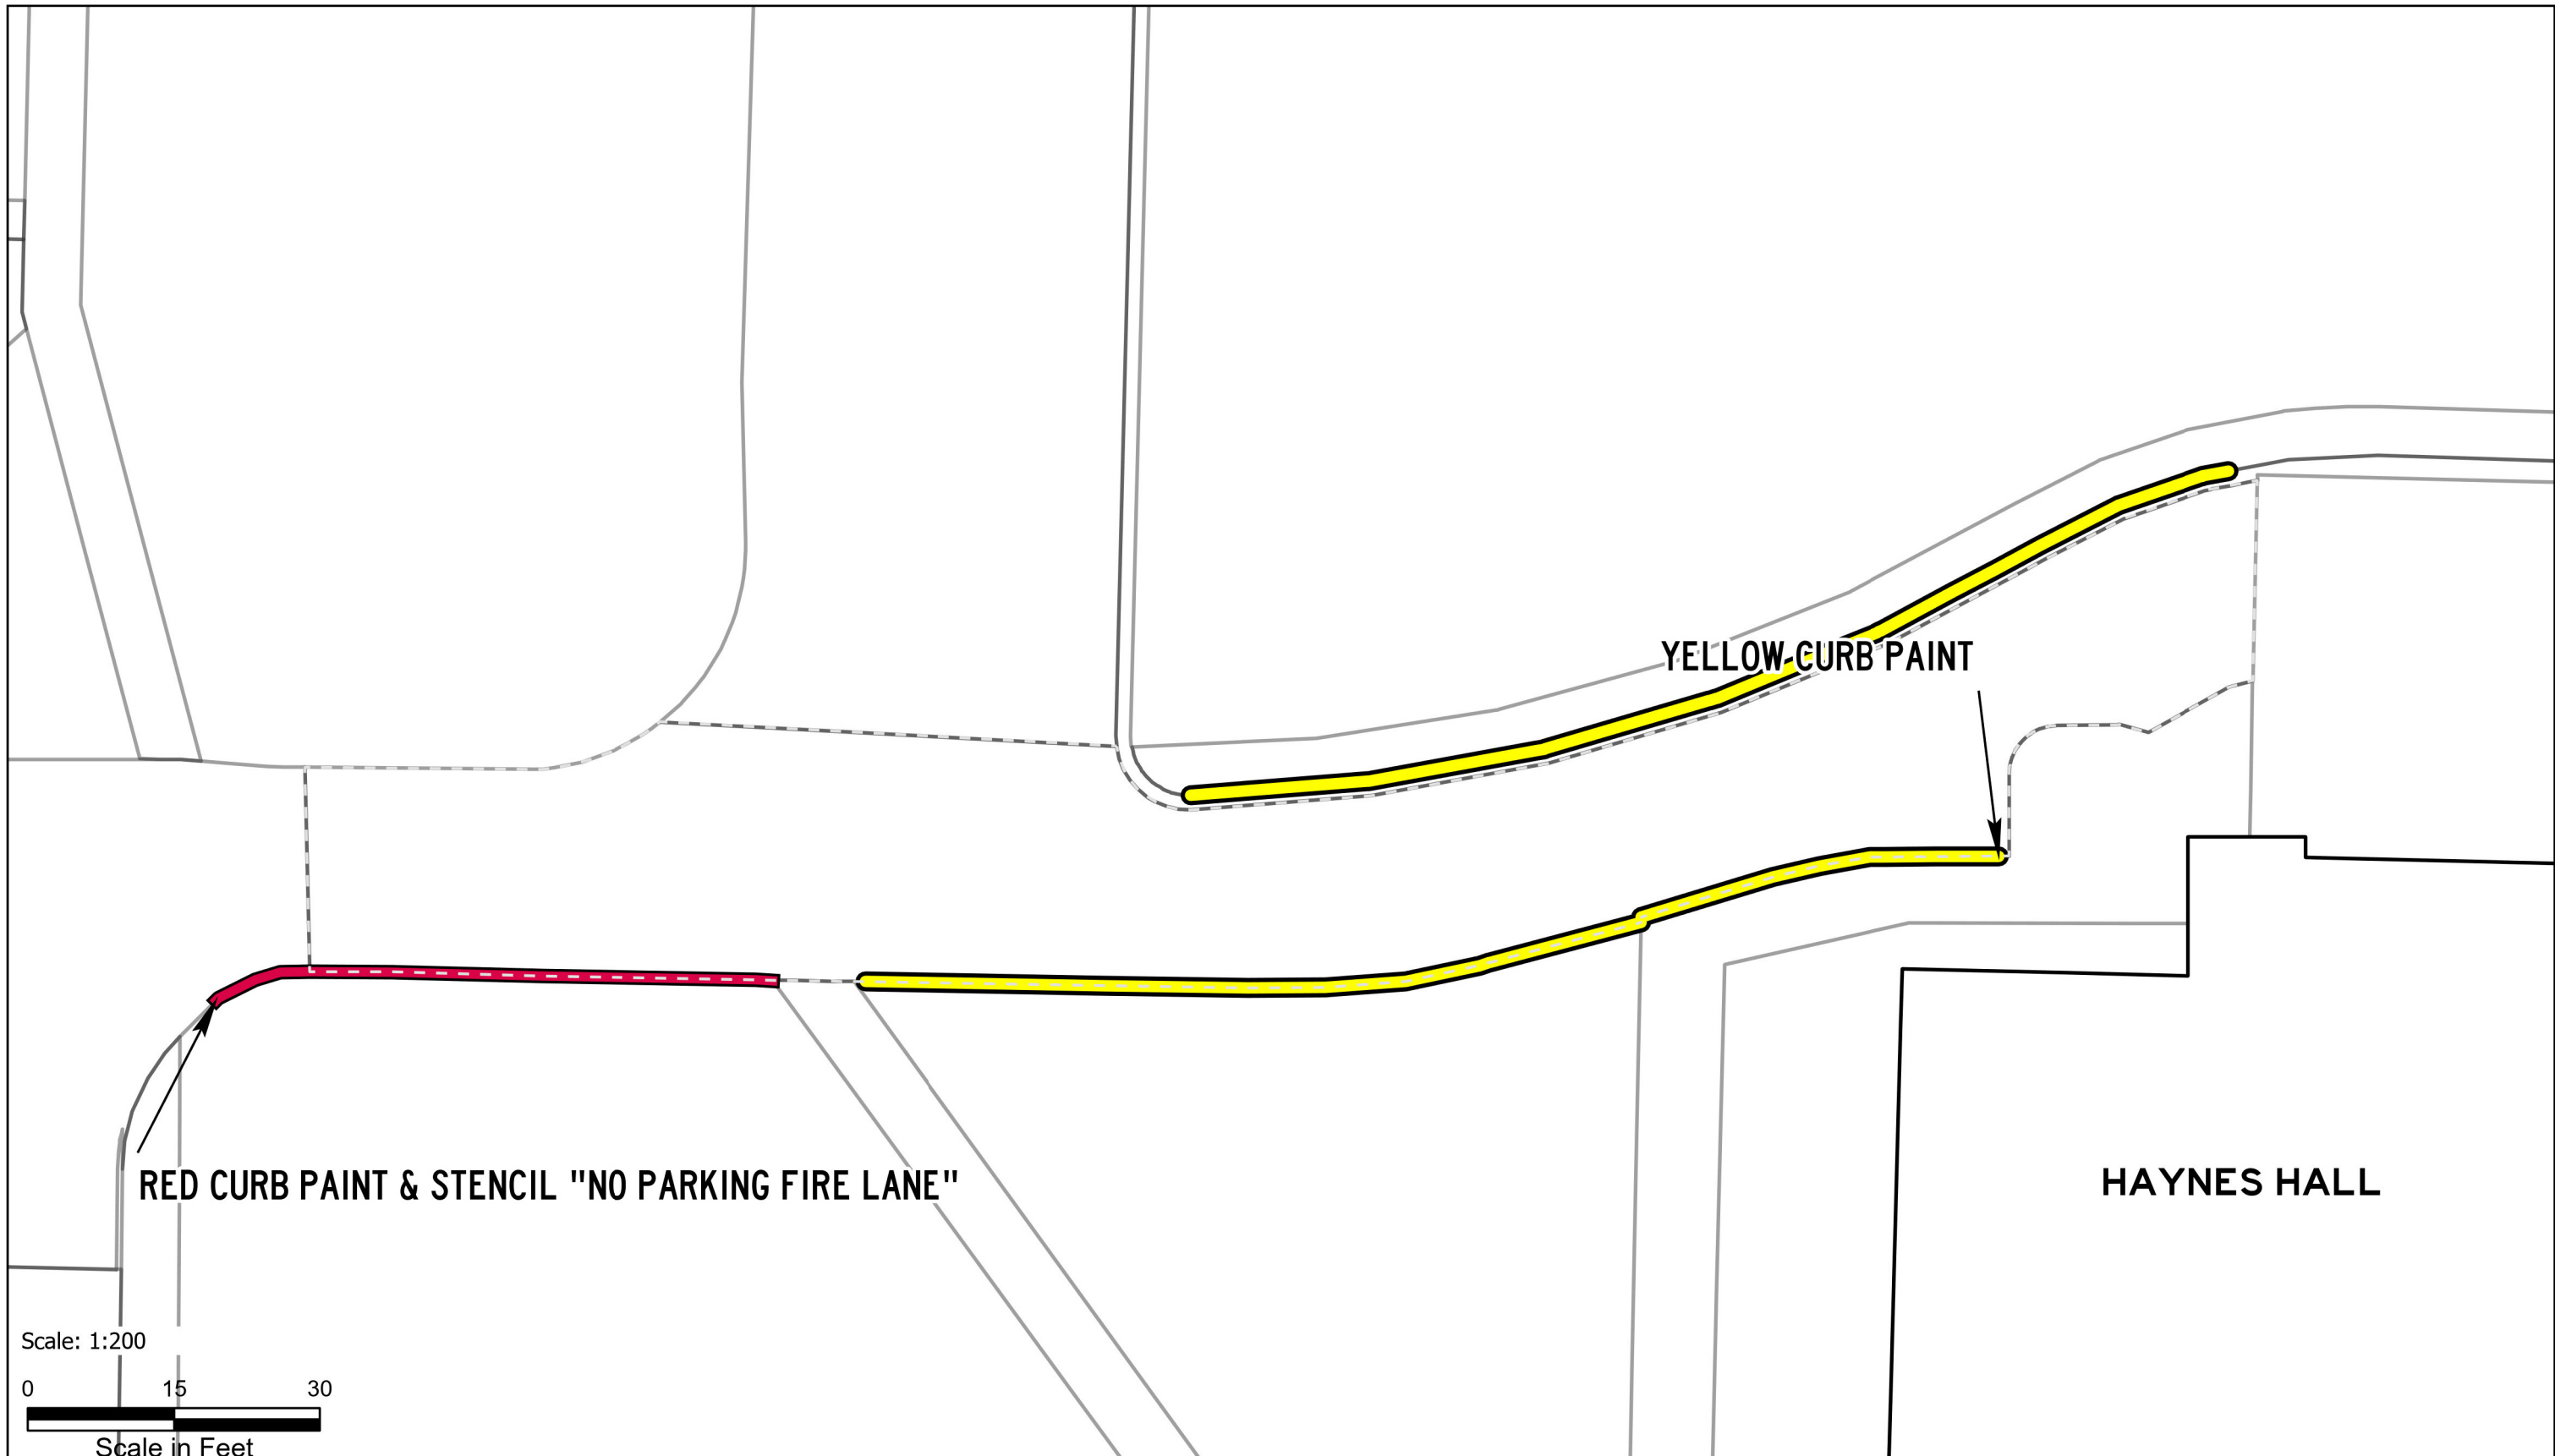 YELLOW CURB PAINT
RED CURB PAINT & STENCIL "NO PARKING FIRE LANE"
HAYNES HALL
Scale: 1:200
0 15 30
Scale in Feet